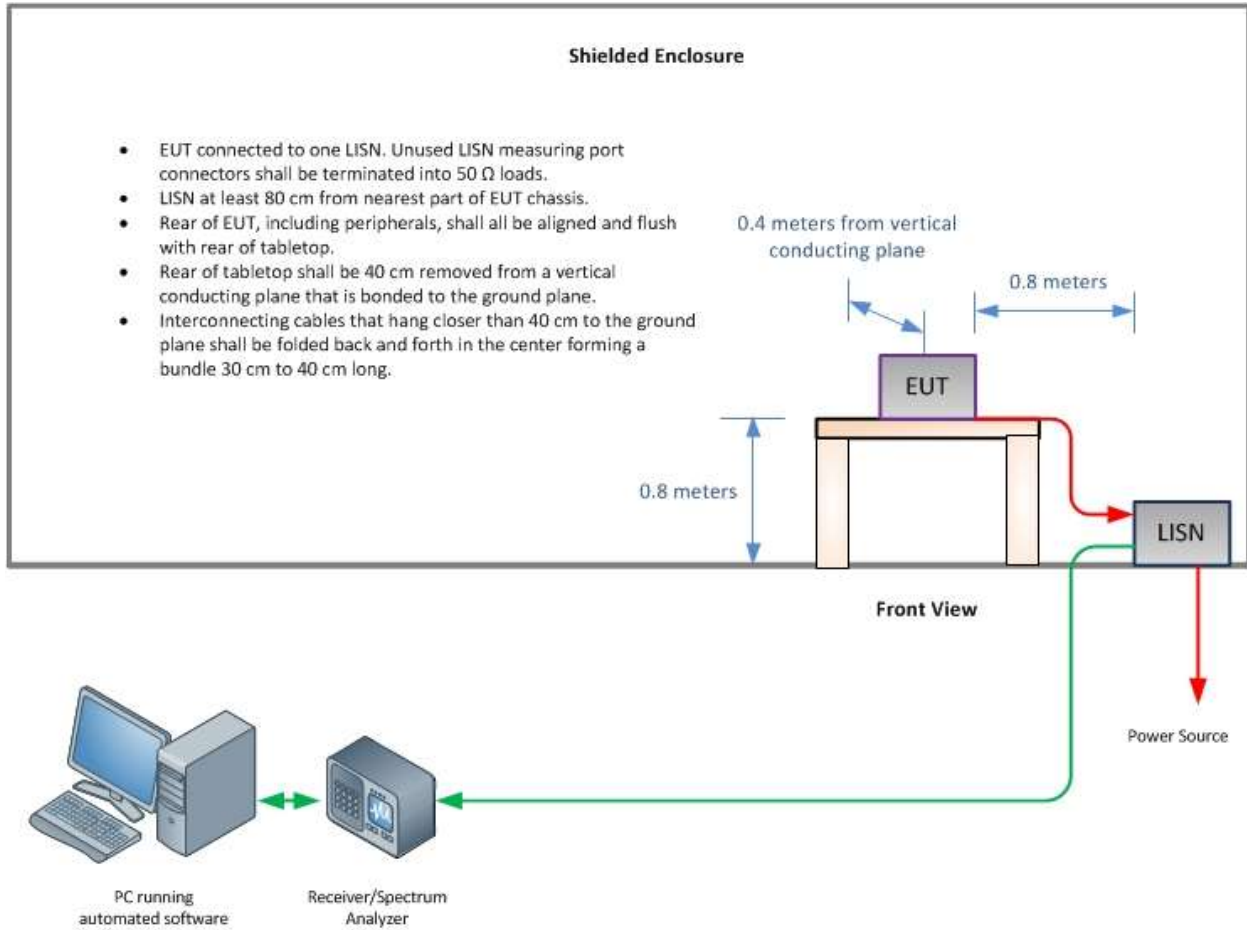 Shielded Enclosure
• EUT connected to one LISN. Unused LISN measuring port
connectors shall be terminated into 50 Ω loads.
• LISN at least 80 cm from nearest part of EUT chassis.
• Rear of EUT, including peripherals, shall all be aligned and flush
with rear of tabletop.
• Rear of tabletop shall be 40 cm removed from a vertical
conducting plane that is bonded to the ground plane.
• Interconnecting cables that hang closer than 40 cm to the ground
plane shall be folded back and forth in the center forming a
bundle 30 cm to 40 cm long.
0.4 meters from vertical
conducting plane
0.8 meters
EUT
0.8 meters
LISN
Front View
Power Source
PC running
automated software
Receiver/Spectrum
Analyzer